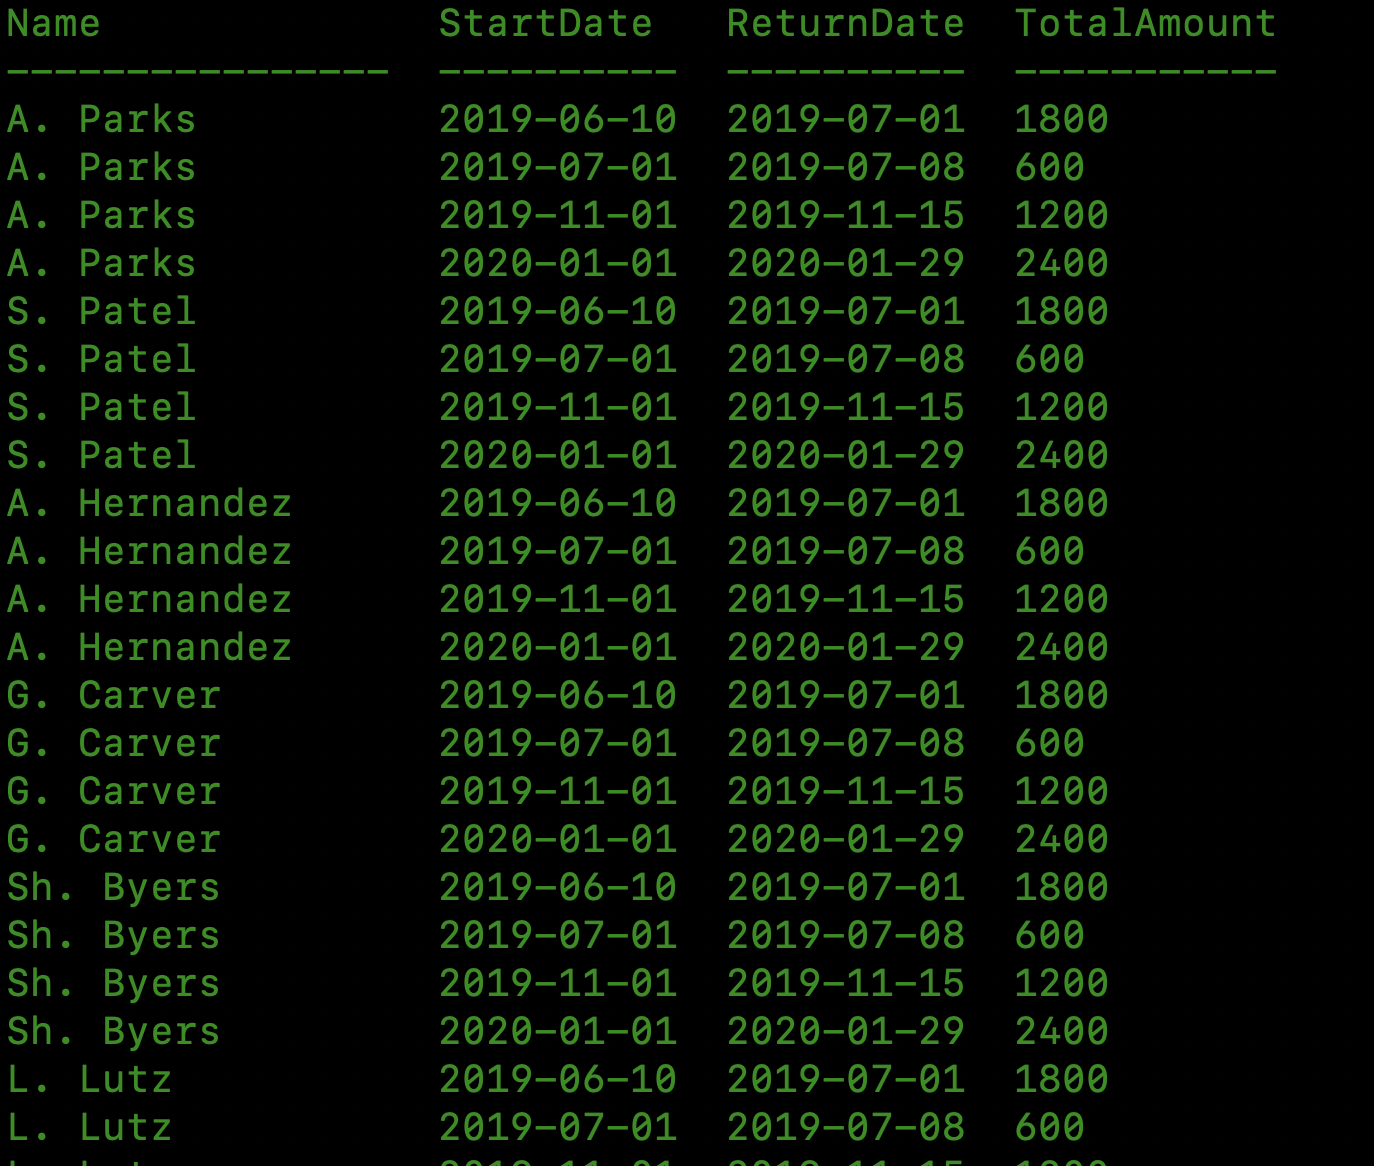 Name StartDate ReturnDate TotalAmount
---------------- ---------- ---------- -----------
A. Parks 2019-06-10 2019-07-01 1800
A. Parks 2019-07-01 2019-07-08 600
A. Parks 2019-11-01 2019-11-15 1200
A. Parks 2020-01-01 2020-01-29 2400
S. Patel 2019-06-10 2019-07-01 1800
S. Patel 2019-07-01 2019-07-08 600
S. Patel 2019-11-01 2019-11-15 1200
S. Patel 2020-01-01 2020-01-29 2400
A. Hernandez 2019-06-10 2019-07-01 1800
A. Hernandez 2019-07-01 2019-07-08 600
A. Hernandez 2019-11-01 2019-11-15 1200
A. Hernandez 2020-01-01 2020-01-29 2400
G. Carver 2019-06-10 2019-07-01 1800
G. Carver 2019-07-01 2019-07-08 600
G. Carver 2019-11-01 2019-11-15 1200
G. Carver 2020-01-01 2020-01-29 2400
Sh. Byers 2019-06-10 2019-07-01 1800
Sh. Byers 2019-07-01 2019-07-08 600
Sh. Byers 2019-11-01 2019-11-15 1200
Sh. Byers 2020-01-01 2020-01-29 2400
L. Lutz 2019-06-10 2019-07-01 1800
L. Lutz 2019-07-01 2019-07-08 600